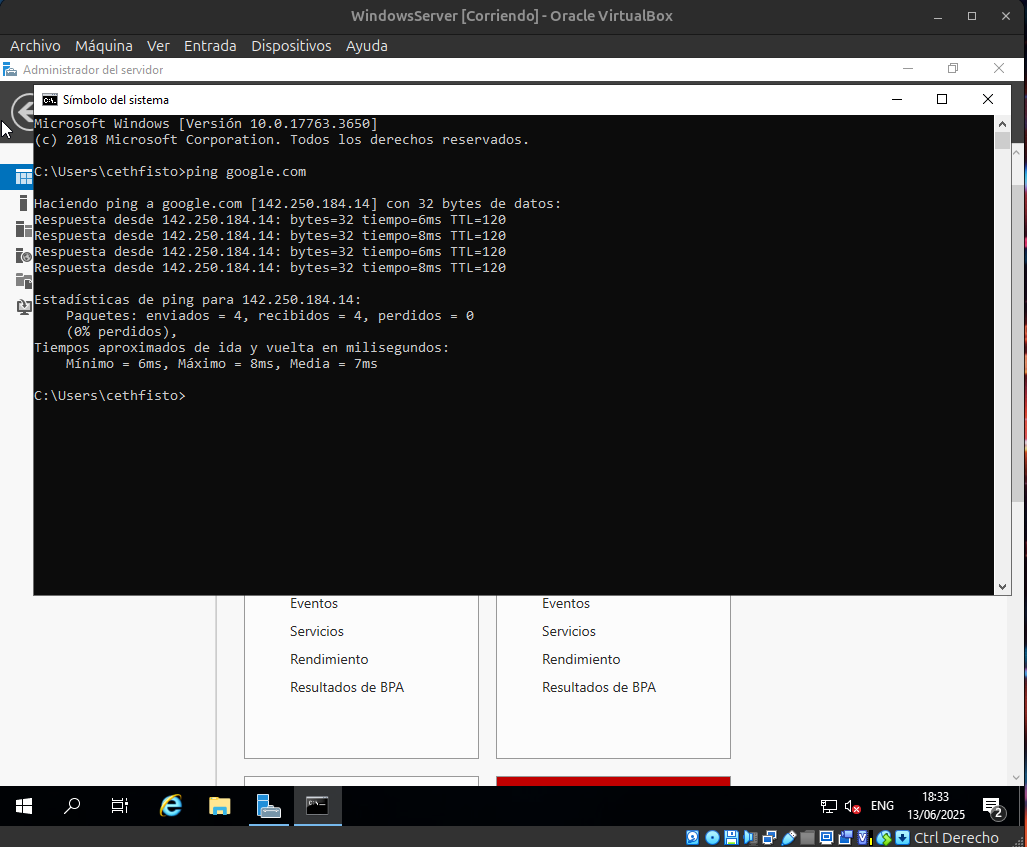 WindowsServer [Corriendo] - Oracle VirtualBox
Archivo Máquina Ver Entrada Dispositivos Ayuda
Administrador del servidor
Símbolo del sistema
Microsoft Windows [Versión 10.0.17763.3650]
(c) 2018 Microsoft Corporation. Todos los derechos reservados.
C:\Users\cethfisto>ping google.com
Haciendo ping a google.com [142.250.184.14] con 32 bytes de datos:
Respuesta desde 142.250.184.14: bytes=32 tiempo=6ms TTL=120
Respuesta desde 142.250.184.14: bytes=32 tiempo=8ms TTL=120
Respuesta desde 142.250.184.14: bytes=32 tiempo=6ms TTL=120
Respuesta desde 142.250.184.14: bytes=32 tiempo=8ms TTL=120
Estadísticas de ping para 142.250.184.14:
Paquetes: enviados = 4, recibidos = 4, perdidos = 0
(0% perdidos),
Tiempos aproximados de ida y vuelta en milisegundos:
Mínimo = 6ms, Máximo = 8ms, Media = 7ms
C:\Users\cethfisto>
Eventos Eventos
Servicios Servicios
Rendimiento Rendimiento
Resultados de BPA Resultados de BPA
ENG
18:33
13/06/2025
2
Ctrl Derecho